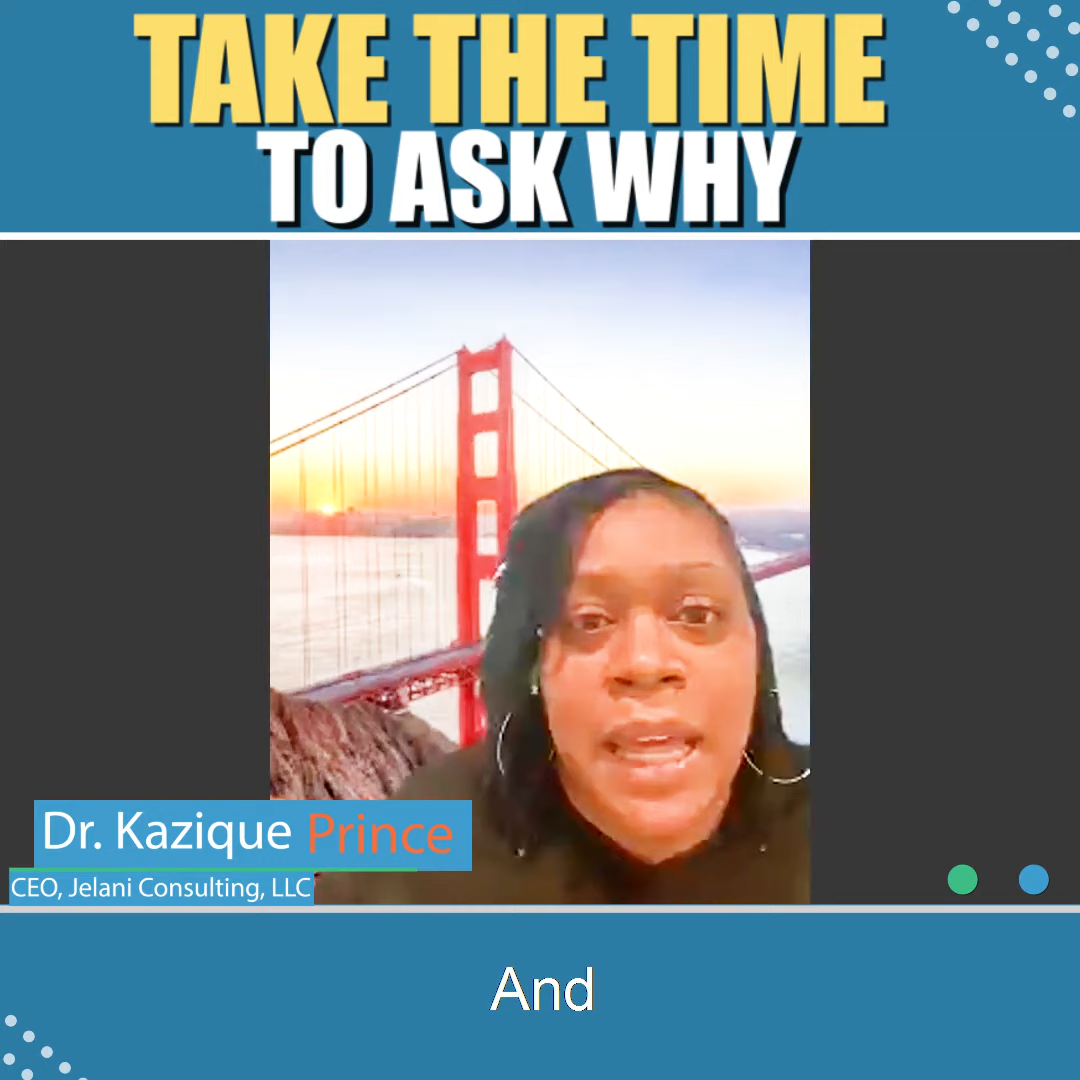 TAKE THE TIME
TO ASK WHY
Dr. Kazique Prince
CEO, Jelani Consulting, LLC
And